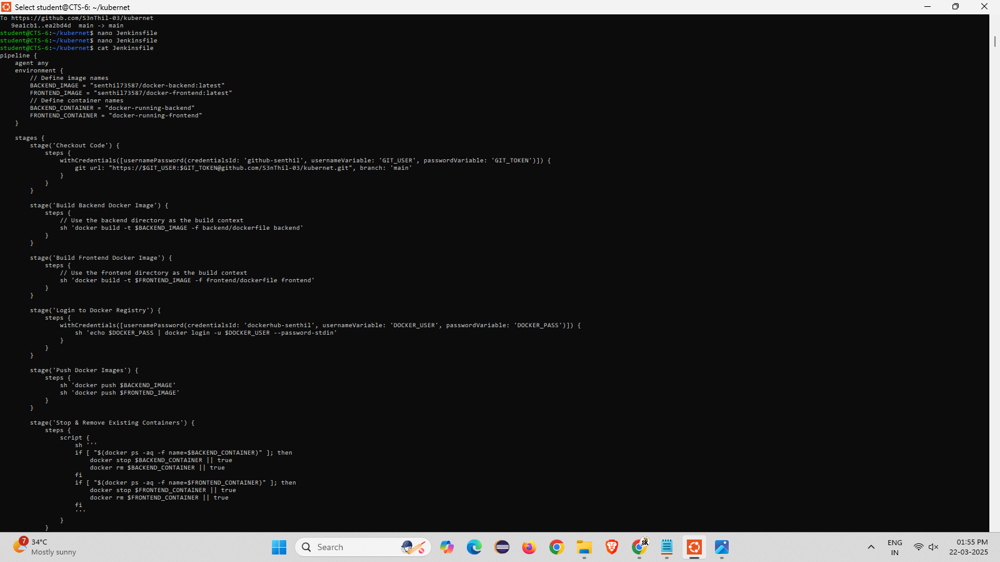 Select student@CTS-6: ~/kubernet
To https://github.com/S3nThil-03/kubernet
   9ea1cb1..ea2bd4d  main -> main
student@CTS-6:~/kubernet$ nano Jenkinsfile
student@CTS-6:~/kubernet$ nano Jenkinsfile
student@CTS-6:~/kubernet$ cat Jenkinsfile
pipeline {
    agent any
    environment {
        // Define image names
        BACKEND_IMAGE = "senthil73587/docker-backend:latest"
        FRONTEND_IMAGE = "senthil73587/docker-frontend:latest"
        // Define container names
        BACKEND_CONTAINER = "docker-running-backend"
        FRONTEND_CONTAINER = "docker-running-frontend"
    }
    stages {
        stage('Checkout Code') {
            steps {
                withCredentials([usernamePassword(credentialsId: 'github-senthil', usernameVariable: 'GIT_USER', passwordVariable: 'GIT_TOKEN')]) {
                    git url: "https://$GIT_USER:$GIT_TOKEN@github.com/S3nThil-03/kubernet.git", branch: 'main'
                }
            }
        }
        stage('Build Backend Docker Image') {
            steps {
                // Use the backend directory as the build context
                sh 'docker build -t $BACKEND_IMAGE -f backend/dockerfile backend'
            }
        }
        stage('Build Frontend Docker Image') {
            steps {
                // Use the frontend directory as the build context
                sh 'docker build -t $FRONTEND_IMAGE -f frontend/dockerfile frontend'
            }
        }
        stage('Login to Docker Registry') {
            steps {
                withCredentials([usernamePassword(credentialsId: 'dockerhub-senthil', usernameVariable: 'DOCKER_USER', passwordVariable: 'DOCKER_PASS')]) {
                    sh 'echo $DOCKER_PASS | docker login -u $DOCKER_USER --password-stdin'
                }
            }
        }
        stage('Push Docker Images') {
            steps {
                sh 'docker push $BACKEND_IMAGE'
                sh 'docker push $FRONTEND_IMAGE'
            }
        }
        stage('Stop & Remove Existing Containers') {
            steps {
                script {
                    sh '''
                    if [ "$(docker ps -aq -f name=$BACKEND_CONTAINER)" ]; then
                        docker stop $BACKEND_CONTAINER || true
                        docker rm $BACKEND_CONTAINER || true
                    fi
                    if [ "$(docker ps -aq -f name=$FRONTEND_CONTAINER)" ]; then
                        docker stop $FRONTEND_CONTAINER || true
                        docker rm $FRONTEND_CONTAINER || true
                    fi
                    '''
                }
            }
7
34°C
Mostly sunny
Search
SK
ENG
IN
01:55 PM
22-03-2025